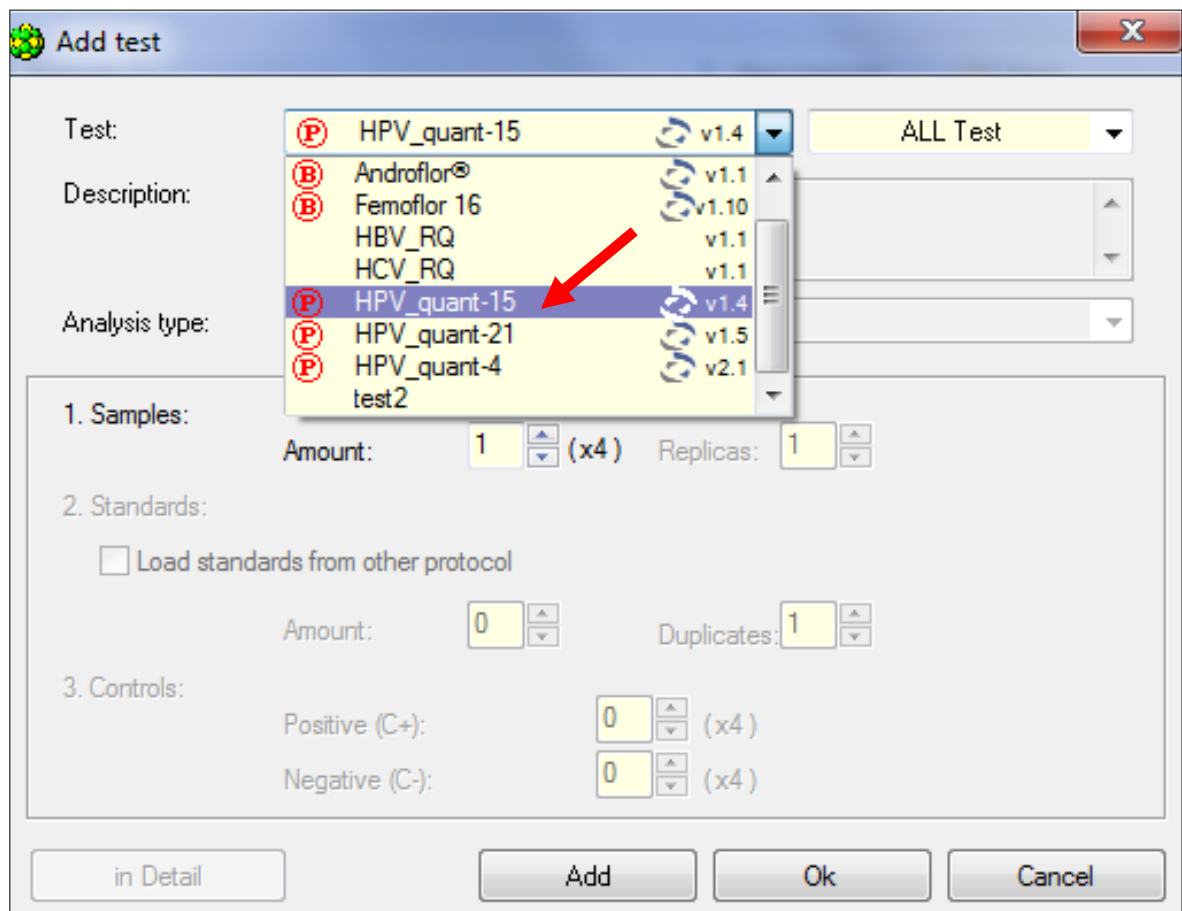 Add test
Test: Ⓟ HPV_quant-15 v1.4 ALL Test
Description: Ⓑ Androflor® v1.1
Ⓑ Femoflor 16 v1.10
HBV_RQ v1.1
HCV_RQ v1.1
Ⓟ HPV_quant-15 v1.4
Analysis type: Ⓟ HPV_quant-21 v1.5
Ⓟ HPV_quant-4 v2.1
test2
1. Samples:
Amount: 1 (x4) Replicas: 1
2. Standards:
Load standards from other protocol
Amount: 0 Duplicates: 1
3. Controls:
Positive (C+): 0 (x4)
Negative (C-): 0 (x4)
in Detail Add Ok Cancel